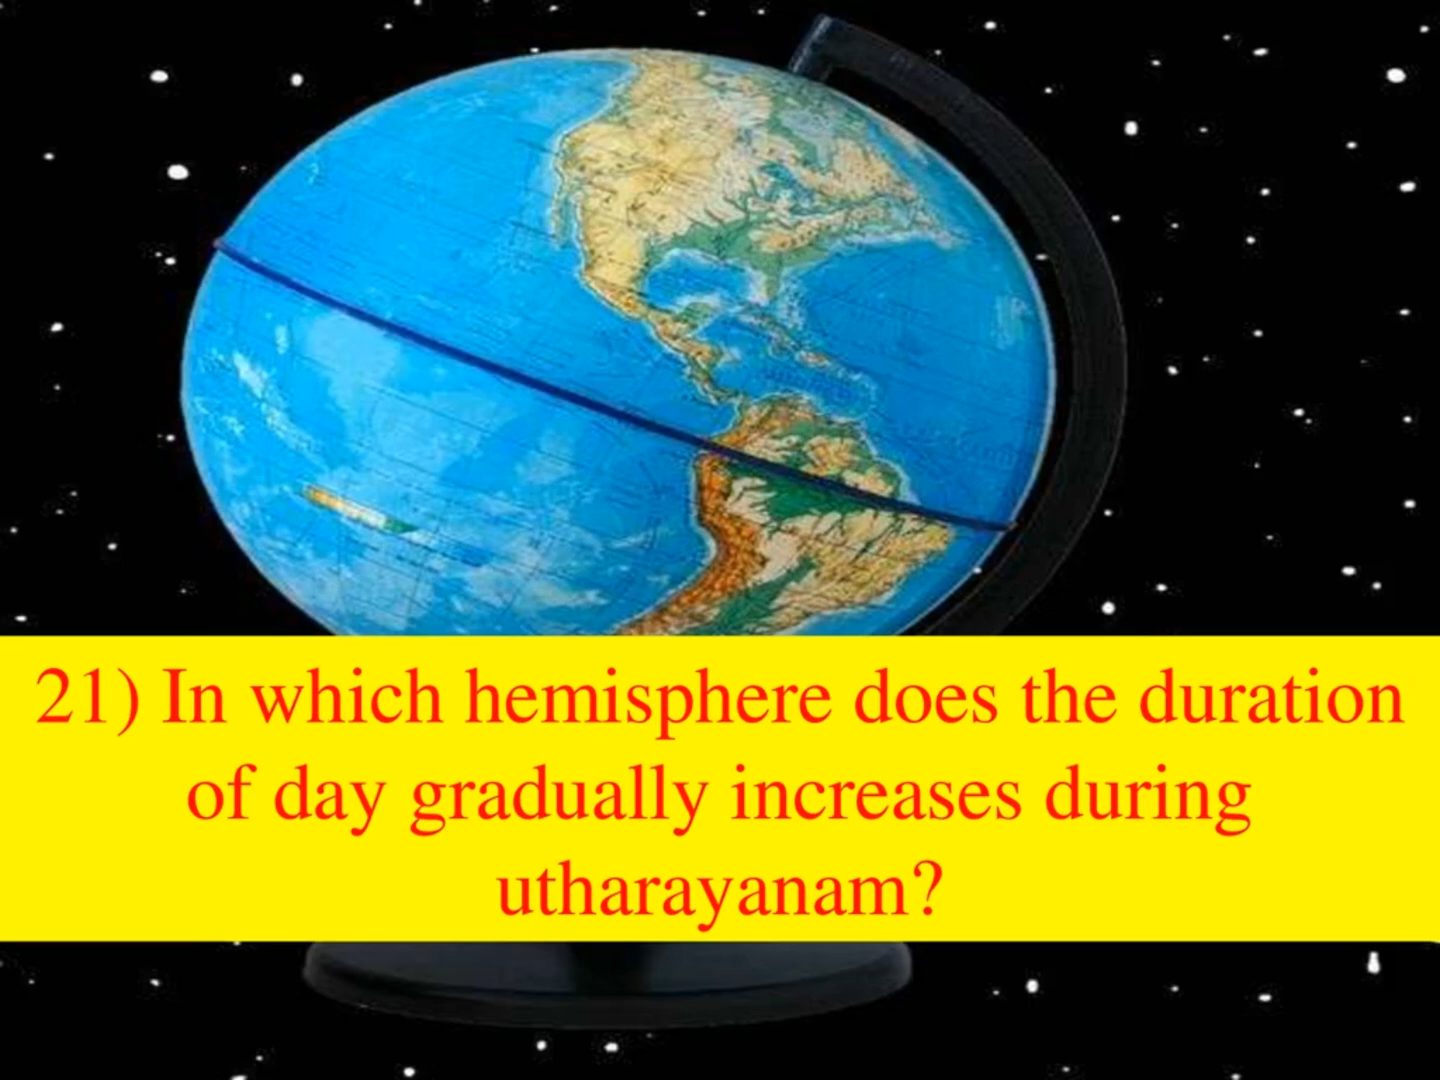 21) In which hemisphere does the duration
of day gradually increases during
utharayanam?